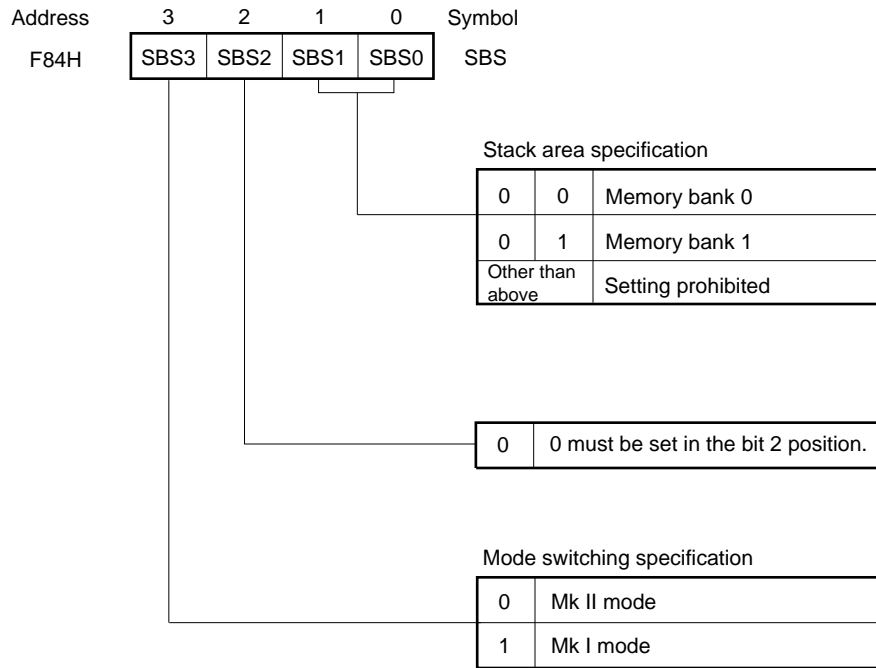 Address 3 2 1 0 Symbol
F84H SBS3 SBS2 SBS1 SBS0 SBS
Stack area specification
0 0 Memory bank 0
0 1 Memory bank 1
Other than
above
Setting prohibited
0 0 must be set in the bit 2 position.
Mode switching specification
0 Mk II mode
1 Mk I mode